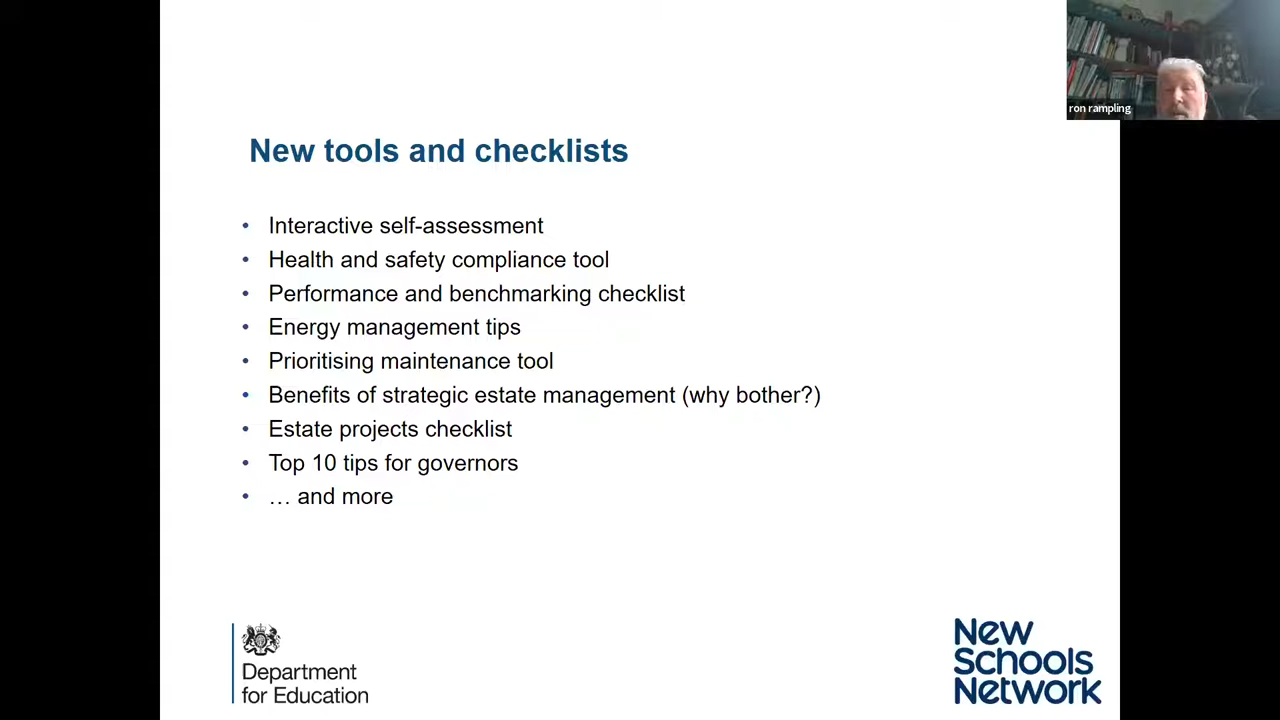 ron rampling
New tools and checklists
• Interactive self-assessment
• Health and safety compliance tool
• Performance and benchmarking checklist
• Energy management tips
• Prioritising maintenance tool
• Benefits of strategic estate management (why bother?)
• Estate projects checklist
• Top 10 tips for governors
• … and more
Department
for Education
New
Schools
Network